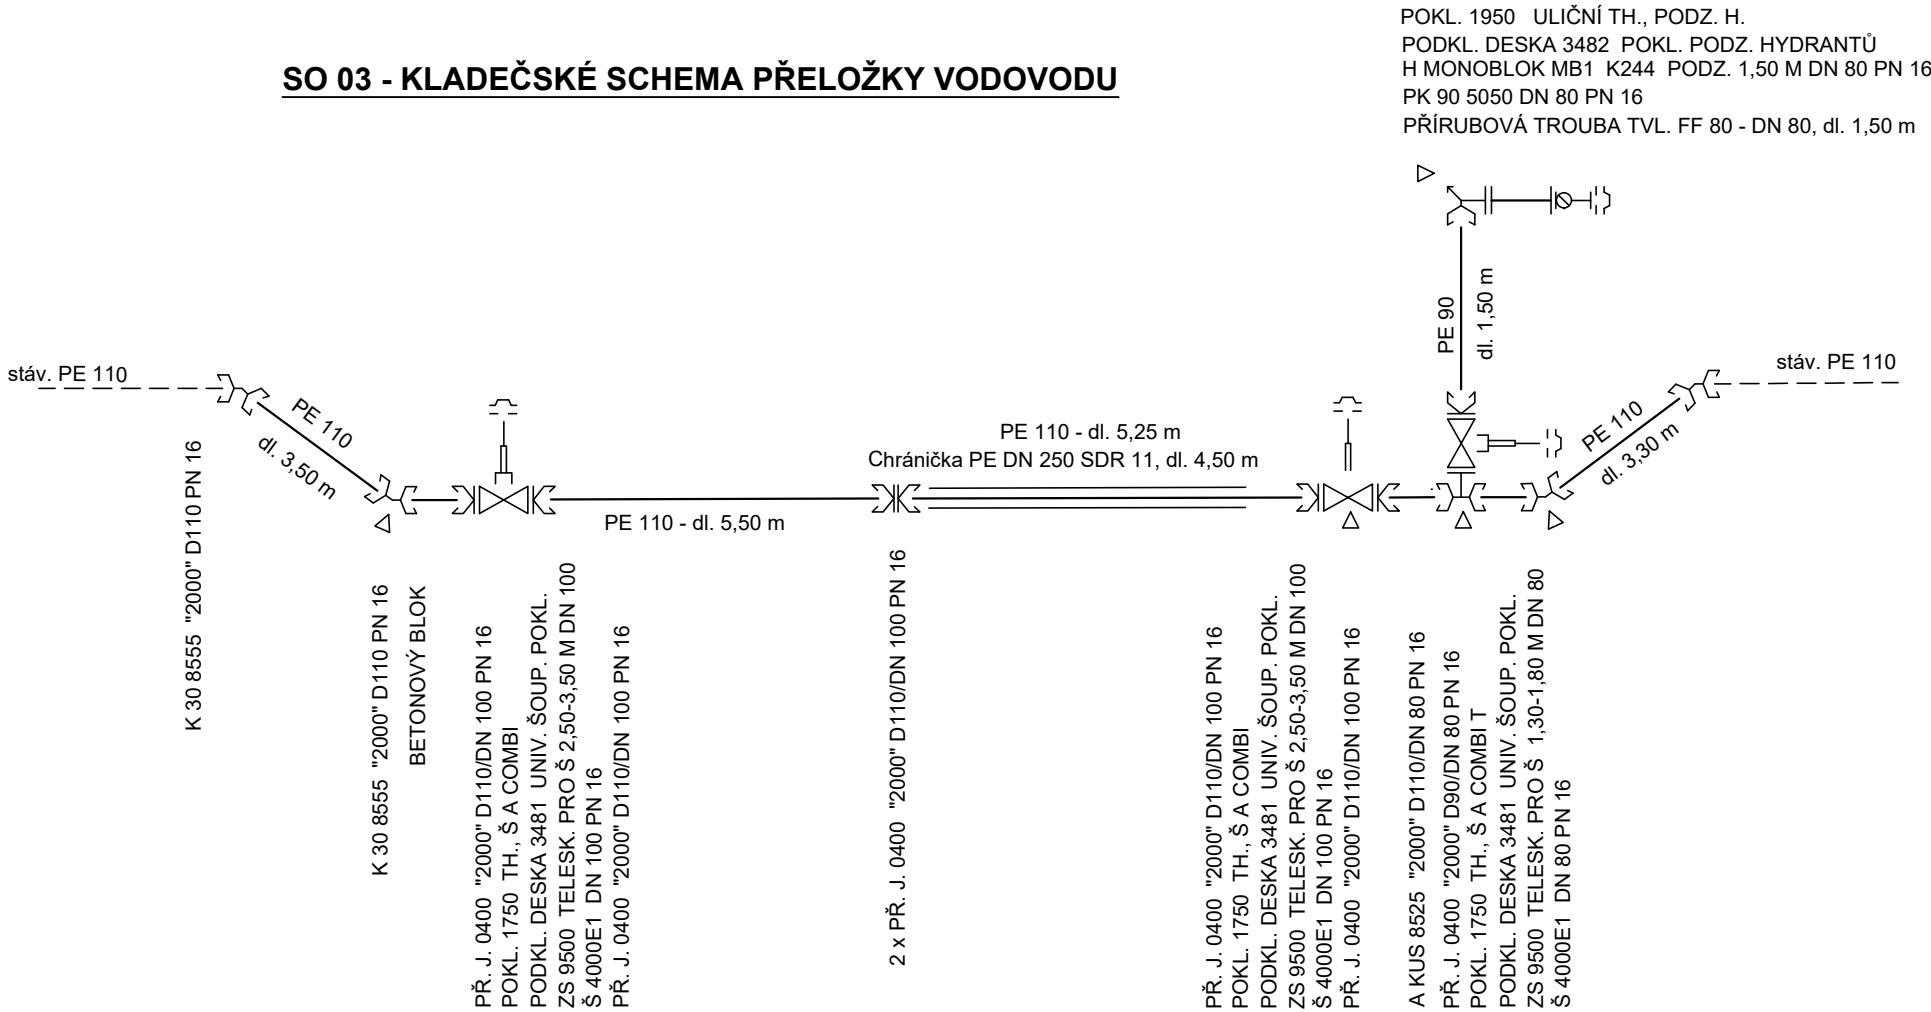 POKL. 1950 ULIČNÍ TH., PODZ. H.
PODKL. DESKA 3482 POKL. PODZ. HYDRANTŮ
H MONOBLOK MB1 K244 PODZ. 1,50 M DN 80 PN 16
PK 90 5050 DN 80 PN 16
PŘÍRUBOVÁ TROUBA TVL. FF 80 - DN 80, dl. 1,50 m
SO 03 - KLADEČSKÉ SCHEMA PŘELOŽKY VODOVODU
PE 90
dl. 1,50 m
stáv. PE 110
PE 110
dl. 3,50 m
PE 110 - dl. 5,50 m
PE 110 - dl. 5,25 m
Chránička PE DN 250 SDR 11, dl. 4,50 m
PE 110
dl. 3,30 m
stáv. PE 110
K 30 8555 "2000" D110 PN 16
K 30 8555 "2000" D110 PN 16
BETONOVÝ BLOK
PŘ. J. 0400 "2000" D110/DN 100 PN 16
POKL. 1750 TH., Š A COMBI
PODKL. DESKA 3481 UNIV. ŠOUP. POKL.
ZS 9500 TELESK. PRO Š 2,50-3,50 M DN 100
Š 4000E1 DN 100 PN 16
PŘ. J. 0400 "2000" D110/DN 100 PN 16
2 x PŘ. J. 0400 "2000" D110/DN 100 PN 16
PŘ. J. 0400 "2000" D110/DN 100 PN 16
POKL. 1750 TH., Š A COMBI
PODKL. DESKA 3481 UNIV. ŠOUP. POKL.
ZS 9500 TELESK. PRO Š 2,50-3,50 M DN 100
Š 4000E1 DN 100 PN 16
PŘ. J. 0400 "2000" D110/DN 100 PN 16
A KUS 8525 "2000" D110/DN 80 PN 16
PŘ. J. 0400 "2000" D90/DN 80 PN 16
POKL. 1750 TH., Š A COMBI T
PODKL. DESKA 3481 UNIV. ŠOUP. POKL.
ZS 9500 TELESK. PRO Š 1,30-1,80 M DN 80
Š 4000E1 DN 80 PN 16